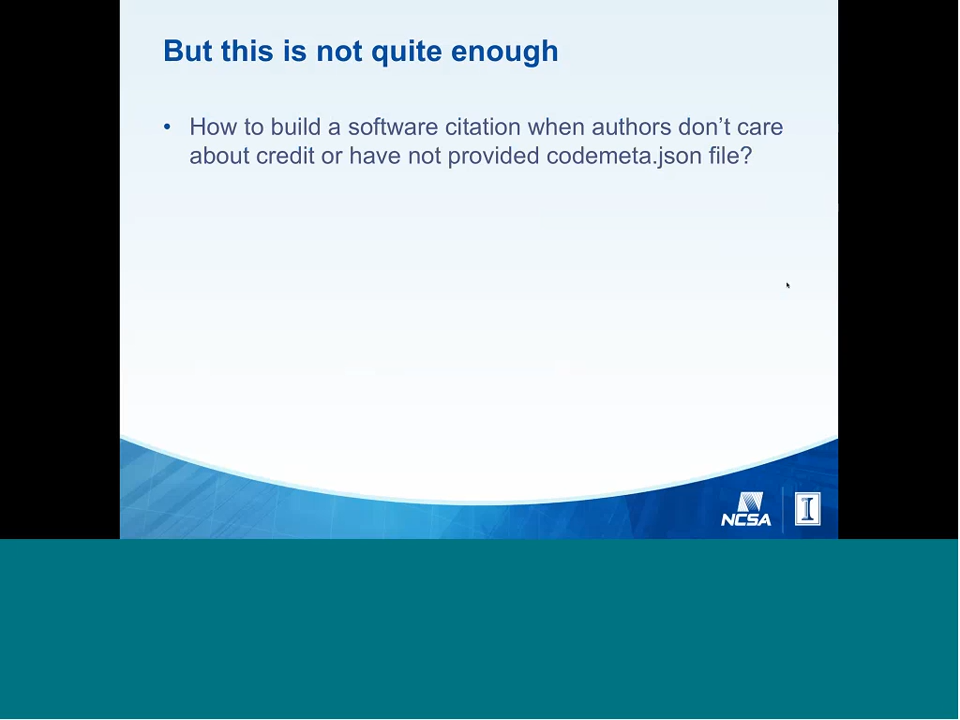 But this is not quite enough
• How to build a software citation when authors don’t care
about credit or have not provided codemeta.json file?
NCSA
I